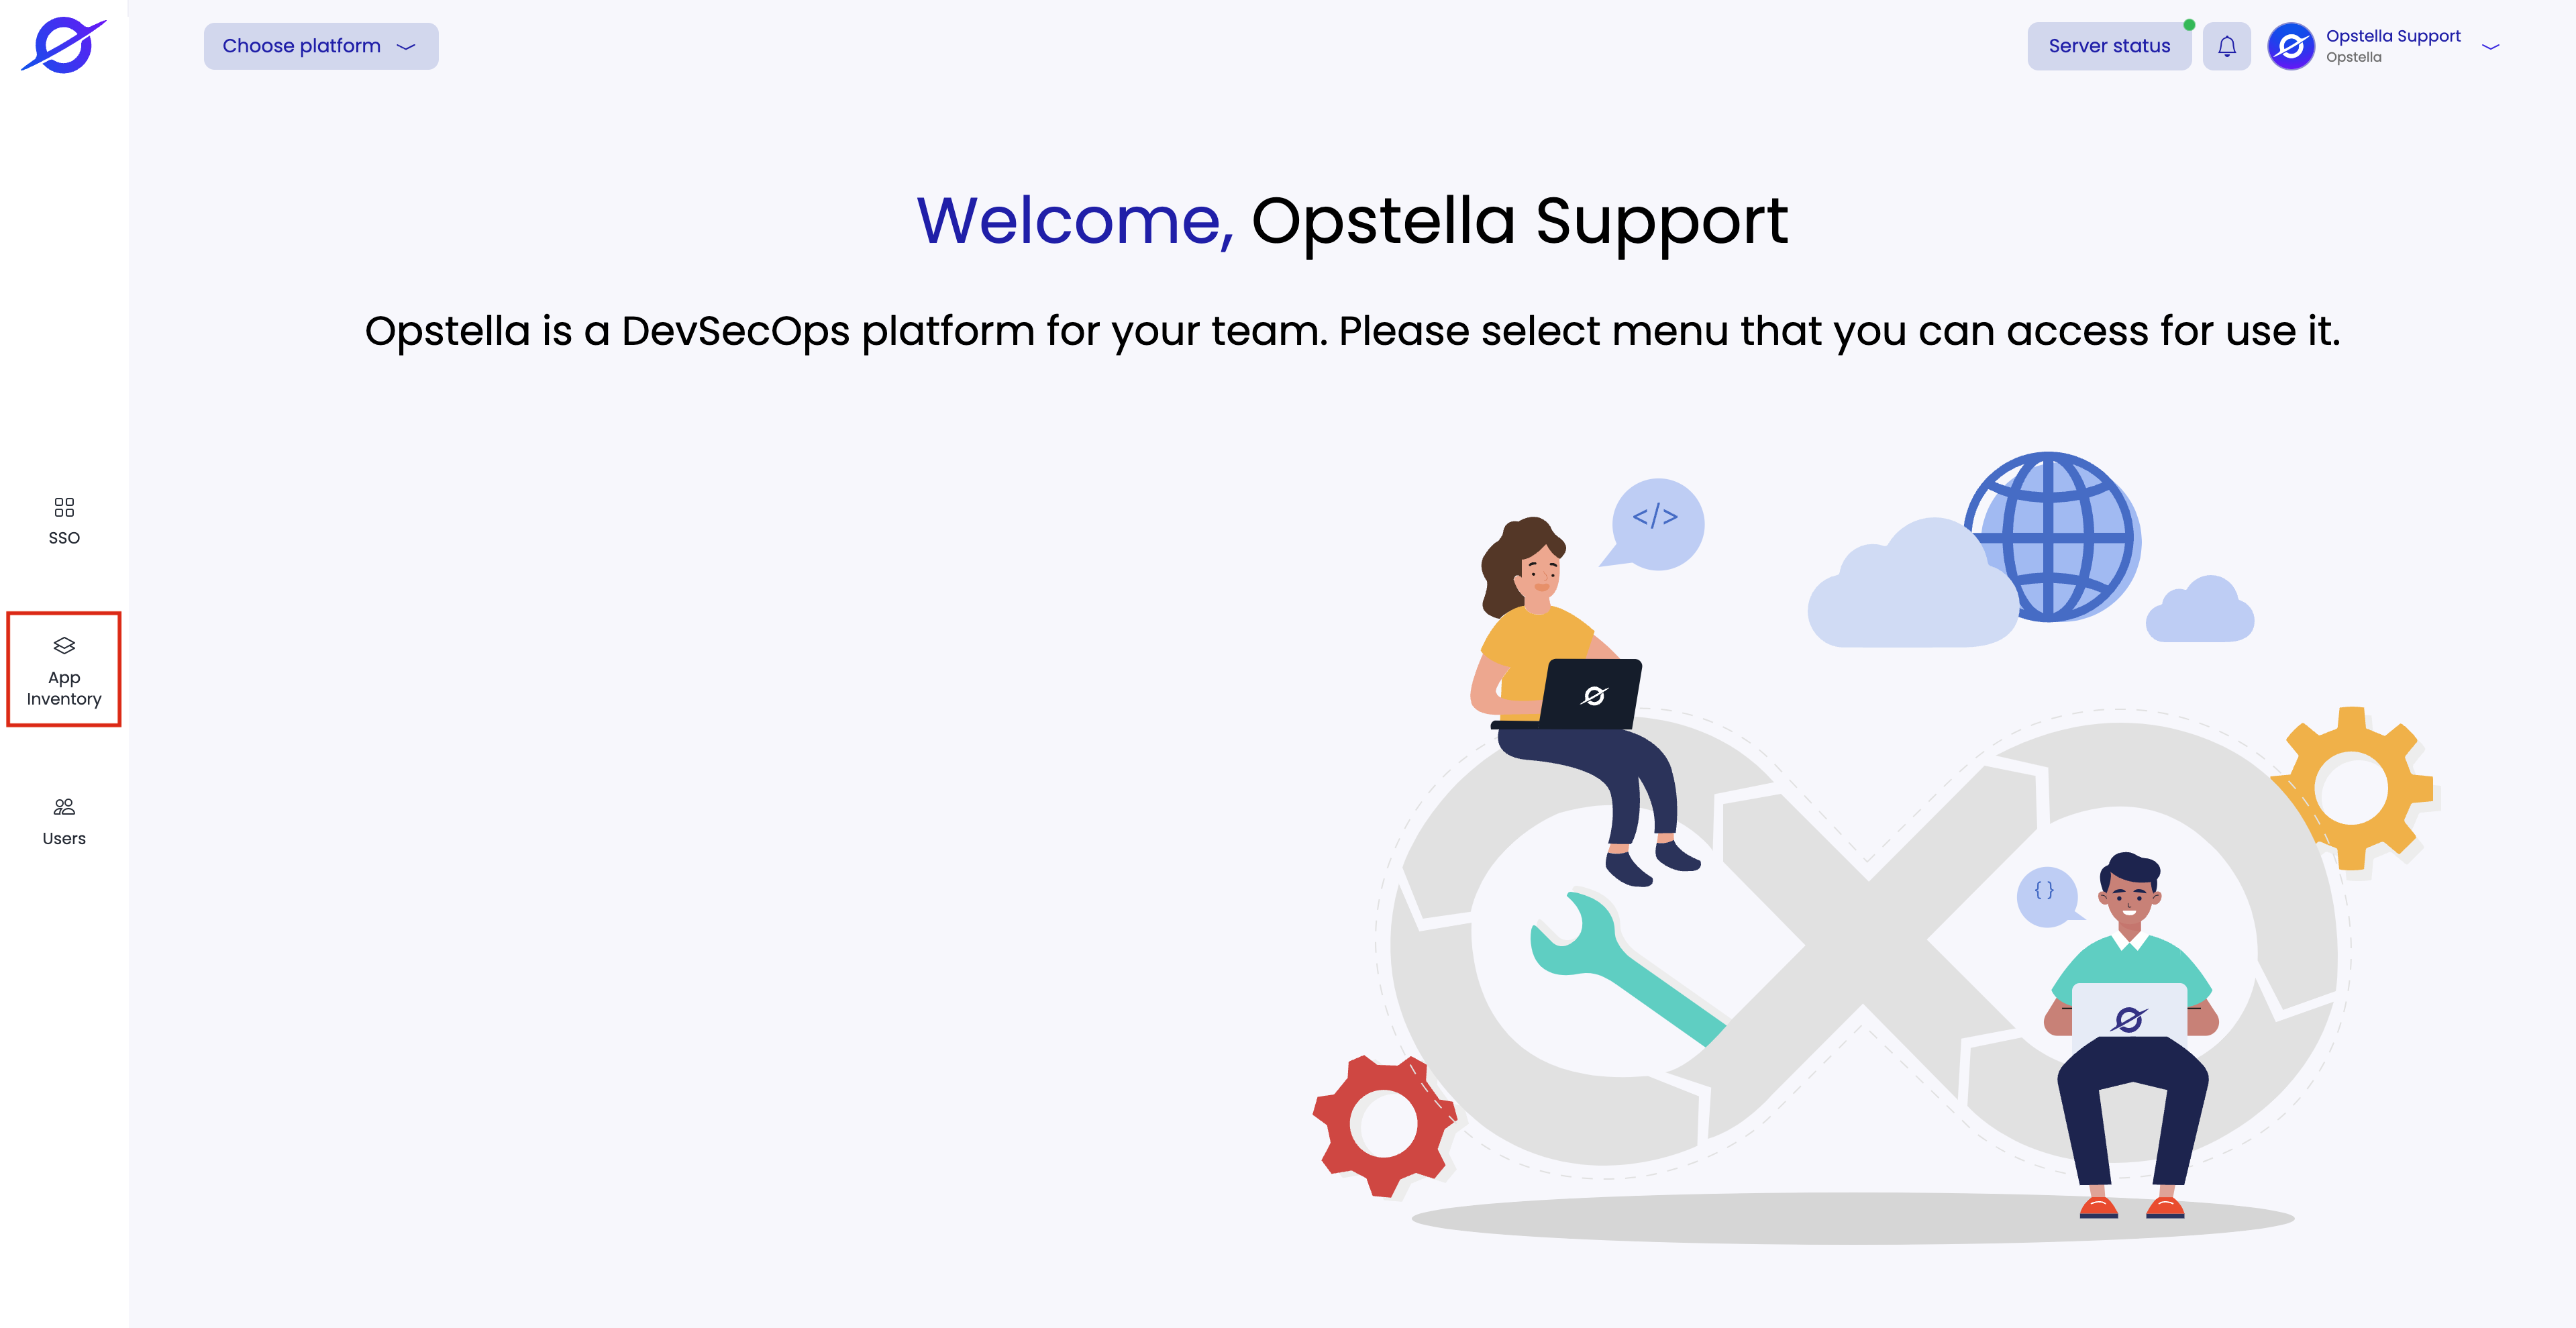 Choose platform
Server status
Opstella Support
Opstella
Welcome, Opstella Support
Opstella is a DevSecOps platform for your team. Please select menu that you can access for use it.
</>
SSO
App
Inventory
Users
{ }